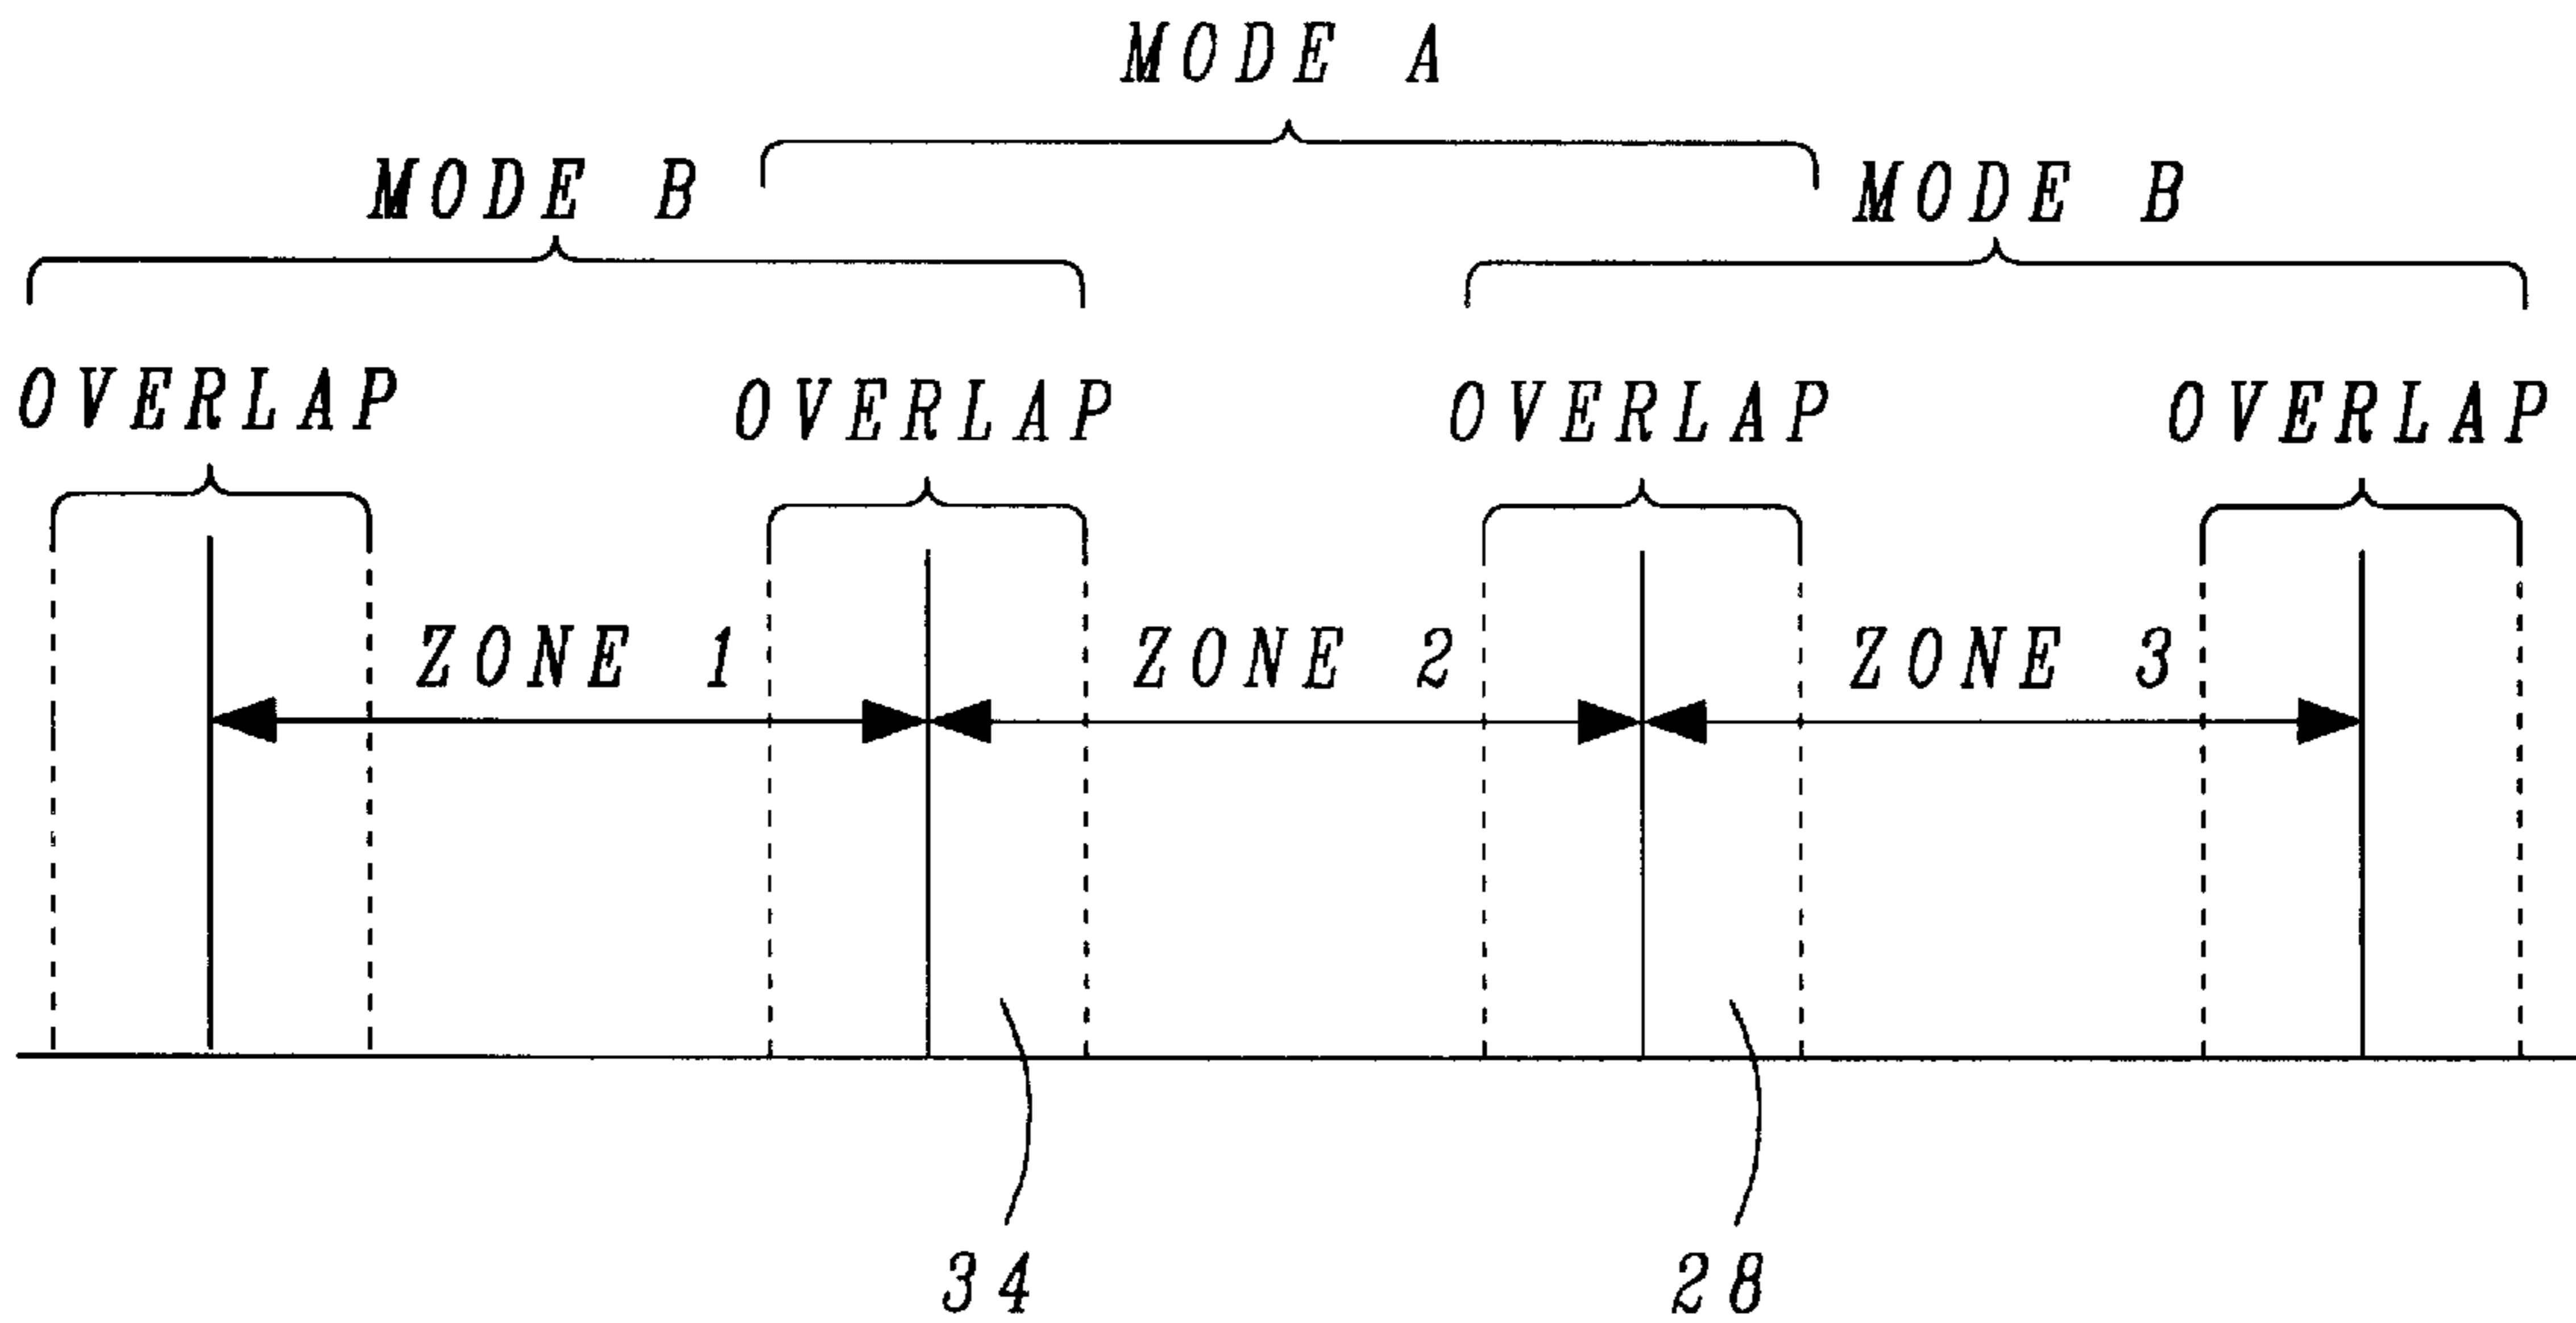 MODE A
MODE B MODE B
OVERLAP OVERLAP OVERLAP OVERLAP
ZONE 1 ZONE 2 ZONE 3
34 28